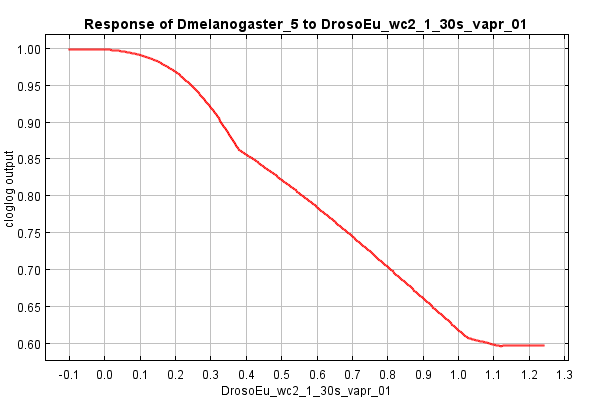 Response of Dmelanogaster_5 to DrosoEu_wc2_1_30s_vapr_01
1.00
0.95
0.90
0.85
0.80
0.75
0.70
0.65
0.60
cloglog output
-0.1 0.0 0.1 0.2 0.3 0.4 0.5 0.6 0.7 0.8 0.9 1.0 1.1 1.2 1.3
DrosoEu_wc2_1_30s_vapr_01